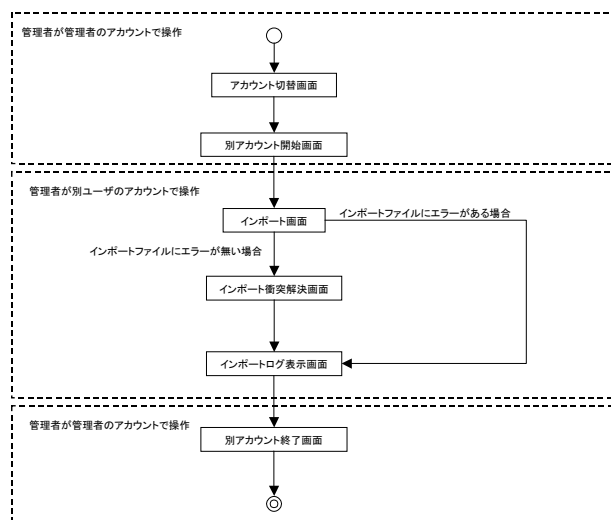 管理者が管理者のアカウントで操作
アカウント切替画面
別アカウント開始画面
管理者が別ユーザのアカウントで操作
インポート画面
インポートファイルにエラーがある場合
インポートファイルにエラーが無い場合
インポート衝突解決画面
インポートログ表示画面
管理者が管理者のアカウントで操作
別アカウント終了画面